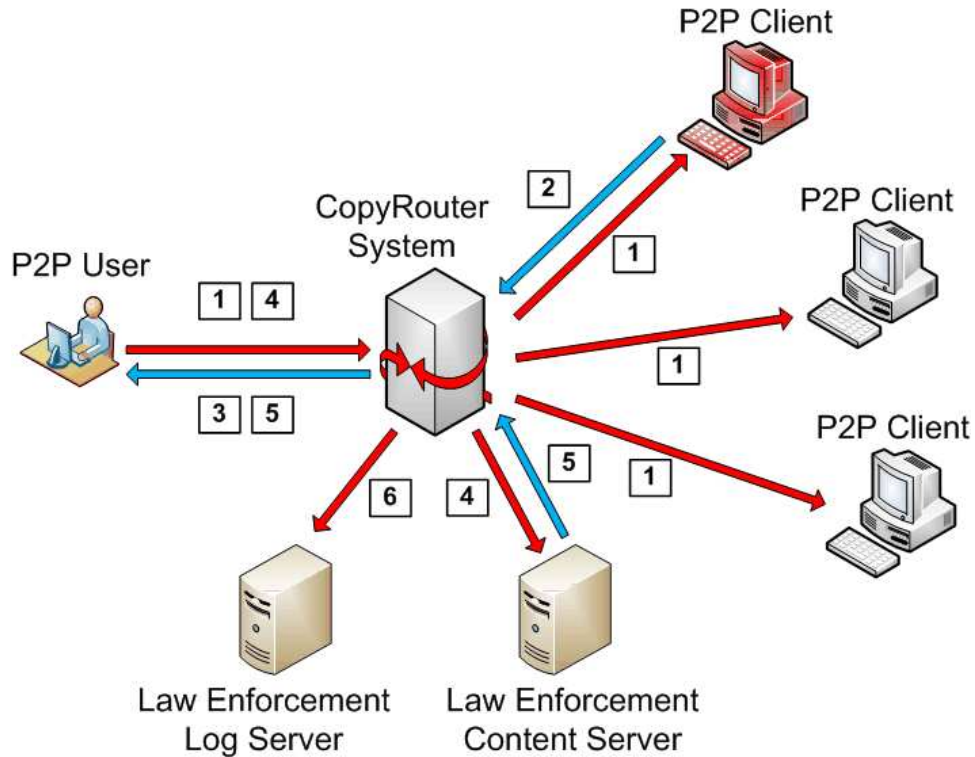 P2P Client
2
CopyRouter
System
1
P2P Client
P2P User
1 4
1
3 5
P2P Client
1
6
4
5
Law Enforcement
Log Server
Law Enforcement
Content Server